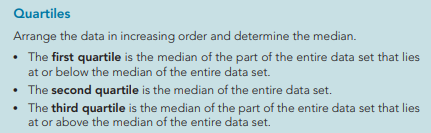 Quartiles
Arrange the data in increasing order and determine the median.
• The first quartile is the median of the part of the entire data set that lies
at or below the median of the entire data set.
• The second quartile is the median of the entire data set.
• The third quartile is the median of the part of the entire data set that lies
at or above the median of the entire data set.